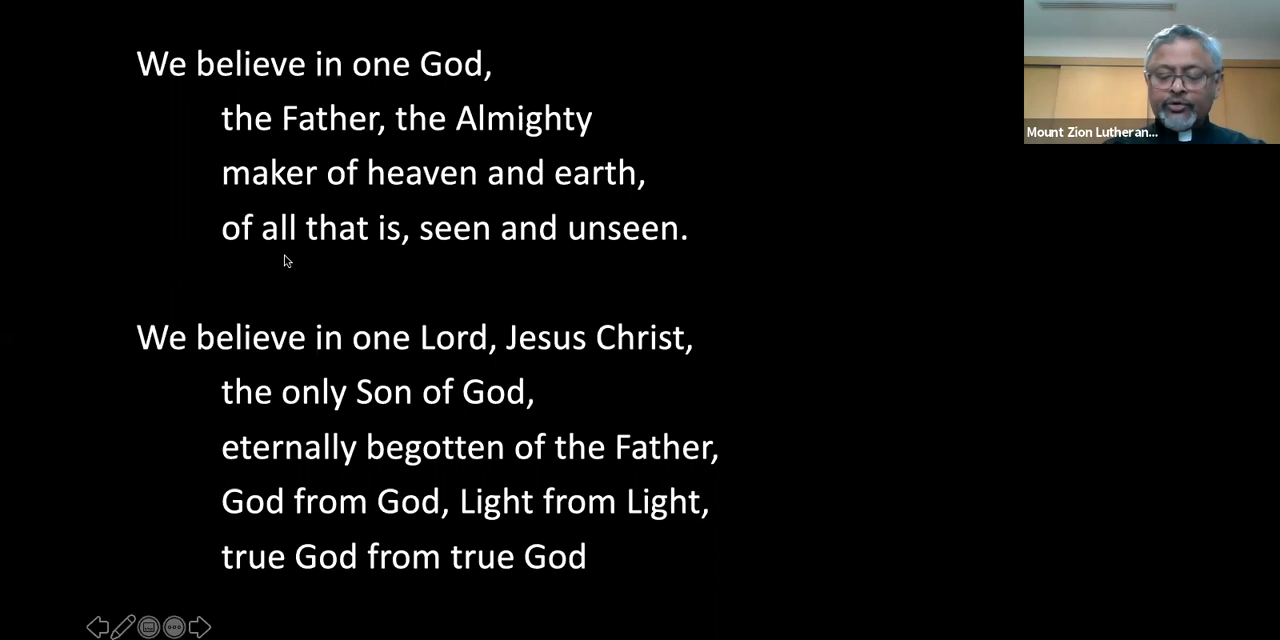 We believe in one God,
the Father, the Almighty
maker of heaven and earth,
of all that is, seen and unseen.
We believe in one Lord, Jesus Christ,
the only Son of God,
eternally begotten of the Father,
God from God, Light from Light,
true God from true God
Mount Zion Lutheran...